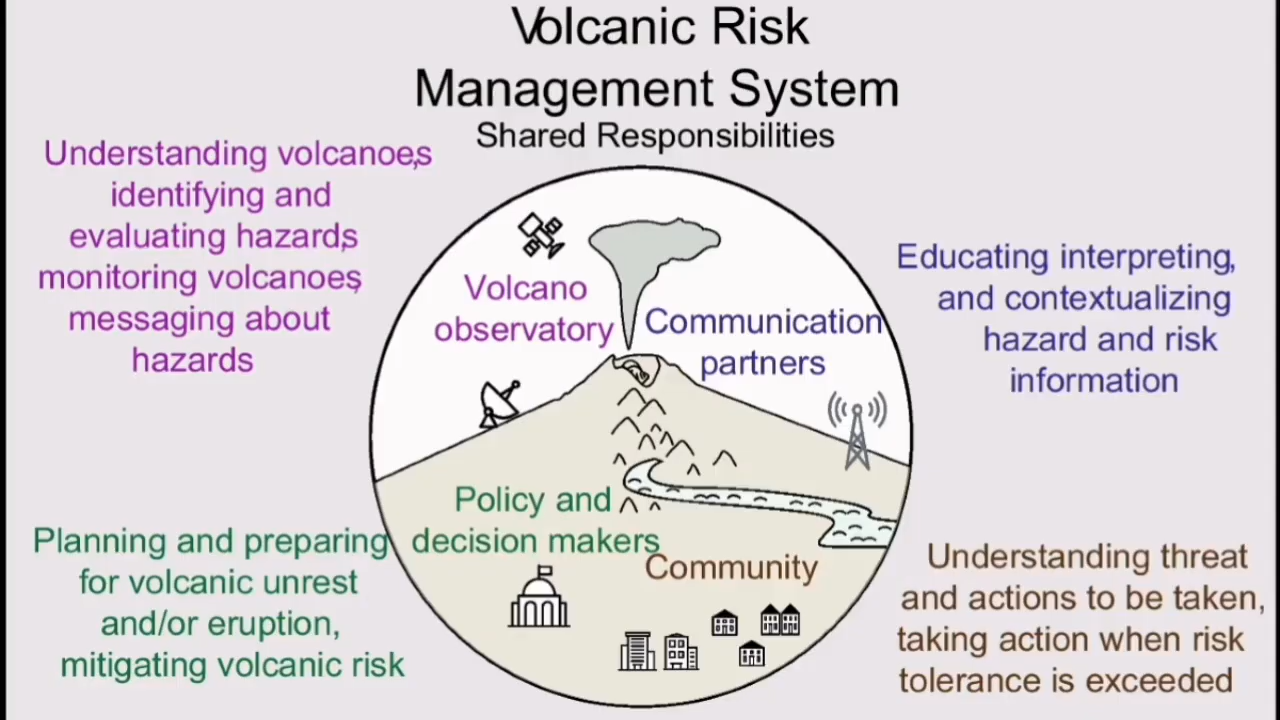 Volcanic Risk
Management System
Shared Responsibilities
Understanding volcanoes,
identifying and
evaluating hazards,
monitoring volcanoes,
messaging about
hazards
Volcano
observatory
Communication
partners
Educating interpreting,
and contextualizing
hazard and risk
information
Policy and
decision makers
Planning and preparing
for volcanic unrest
and/or eruption,
mitigating volcanic risk
Community
Understanding threat
and actions to be taken,
taking action when risk
tolerance is exceeded